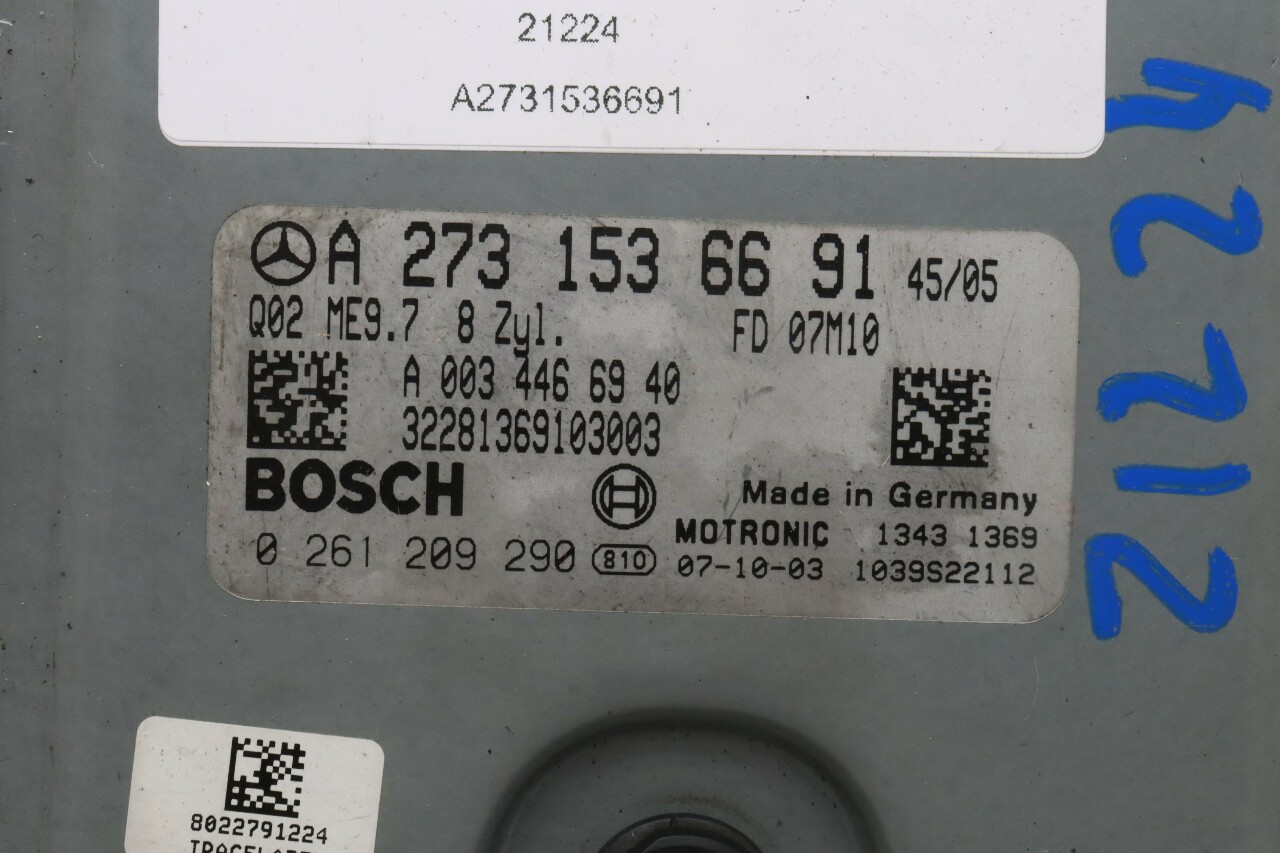 21224
A2731536691
A 273 153 66 91 45/05
Q02 ME9.7 8 Zyl. FD 07M10
A 003 446 69 40
32281369103003
BOSCH
Made in Germany
MOTRONIC 1343 1369
0 261 209 290 810 07-10-03 1039S22112
8022791224
21224